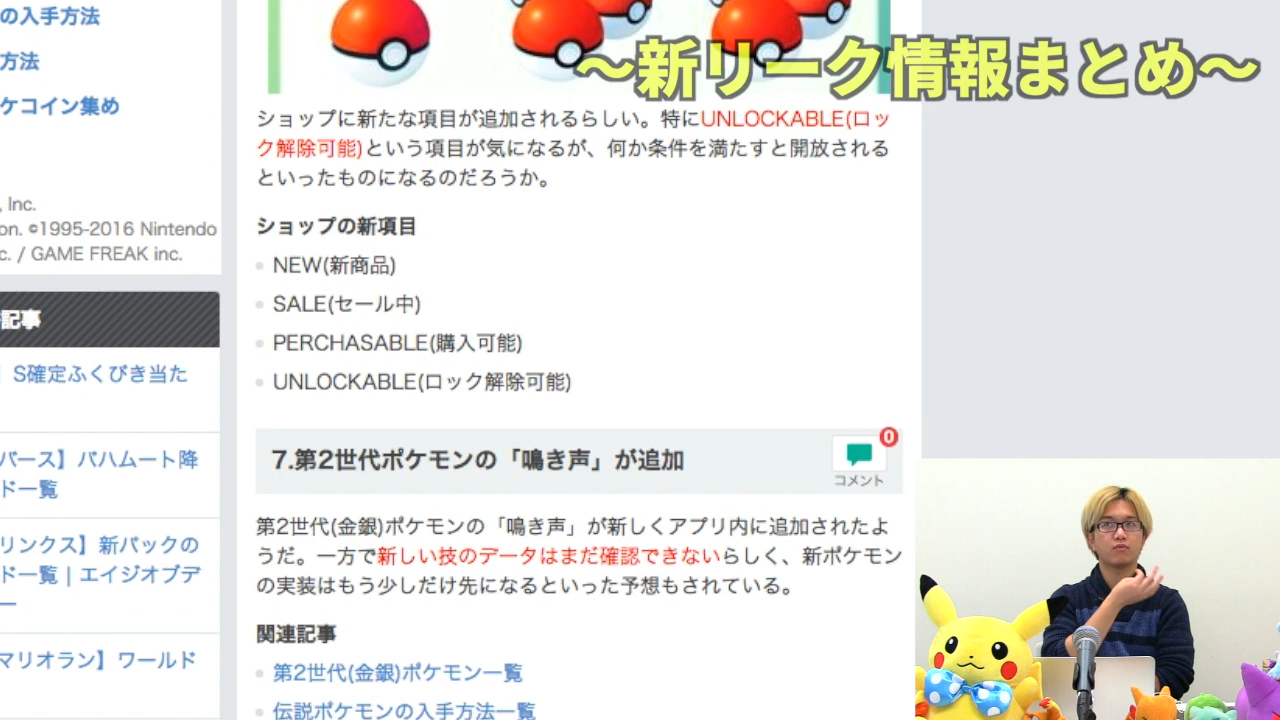 の入手方法
方法
ケコイン集め
, Inc.
on. ©1995-2016 Nintendo
c. / GAME FREAK inc.
記事
S確定ふくびき当た
バース】バハムート降
ド一覧
リンクス】新パックの
ド一覧 | エイジオブデ
ー
マリオラン】ワールド
～新リーク情報まとめ～
ショップに新たな項目が追加されるらしい。特にUNLOCKABLE(ロッ
ク解除可能)という項目が気になるが、何か条件を満たすと開放される
といったものになるのだろうか。
ショップの新項目
NEW(新商品)
SALE(セール中)
PERCHASABLE(購入可能)
UNLOCKABLE(ロック解除可能)
7.第2世代ポケモンの「鳴き声」が追加
0
コメント
第2世代(金銀)ポケモンの「鳴き声」が新しくアプリ内に追加されたよ
うだ。一方で新しい技のデータはまだ確認できないらしく、新ポケモン
の実装はもう少しだけ先になるといった予想もされている。
関連記事
第2世代(金銀)ポケモン一覧
伝説ポケモンの入手方法一覧